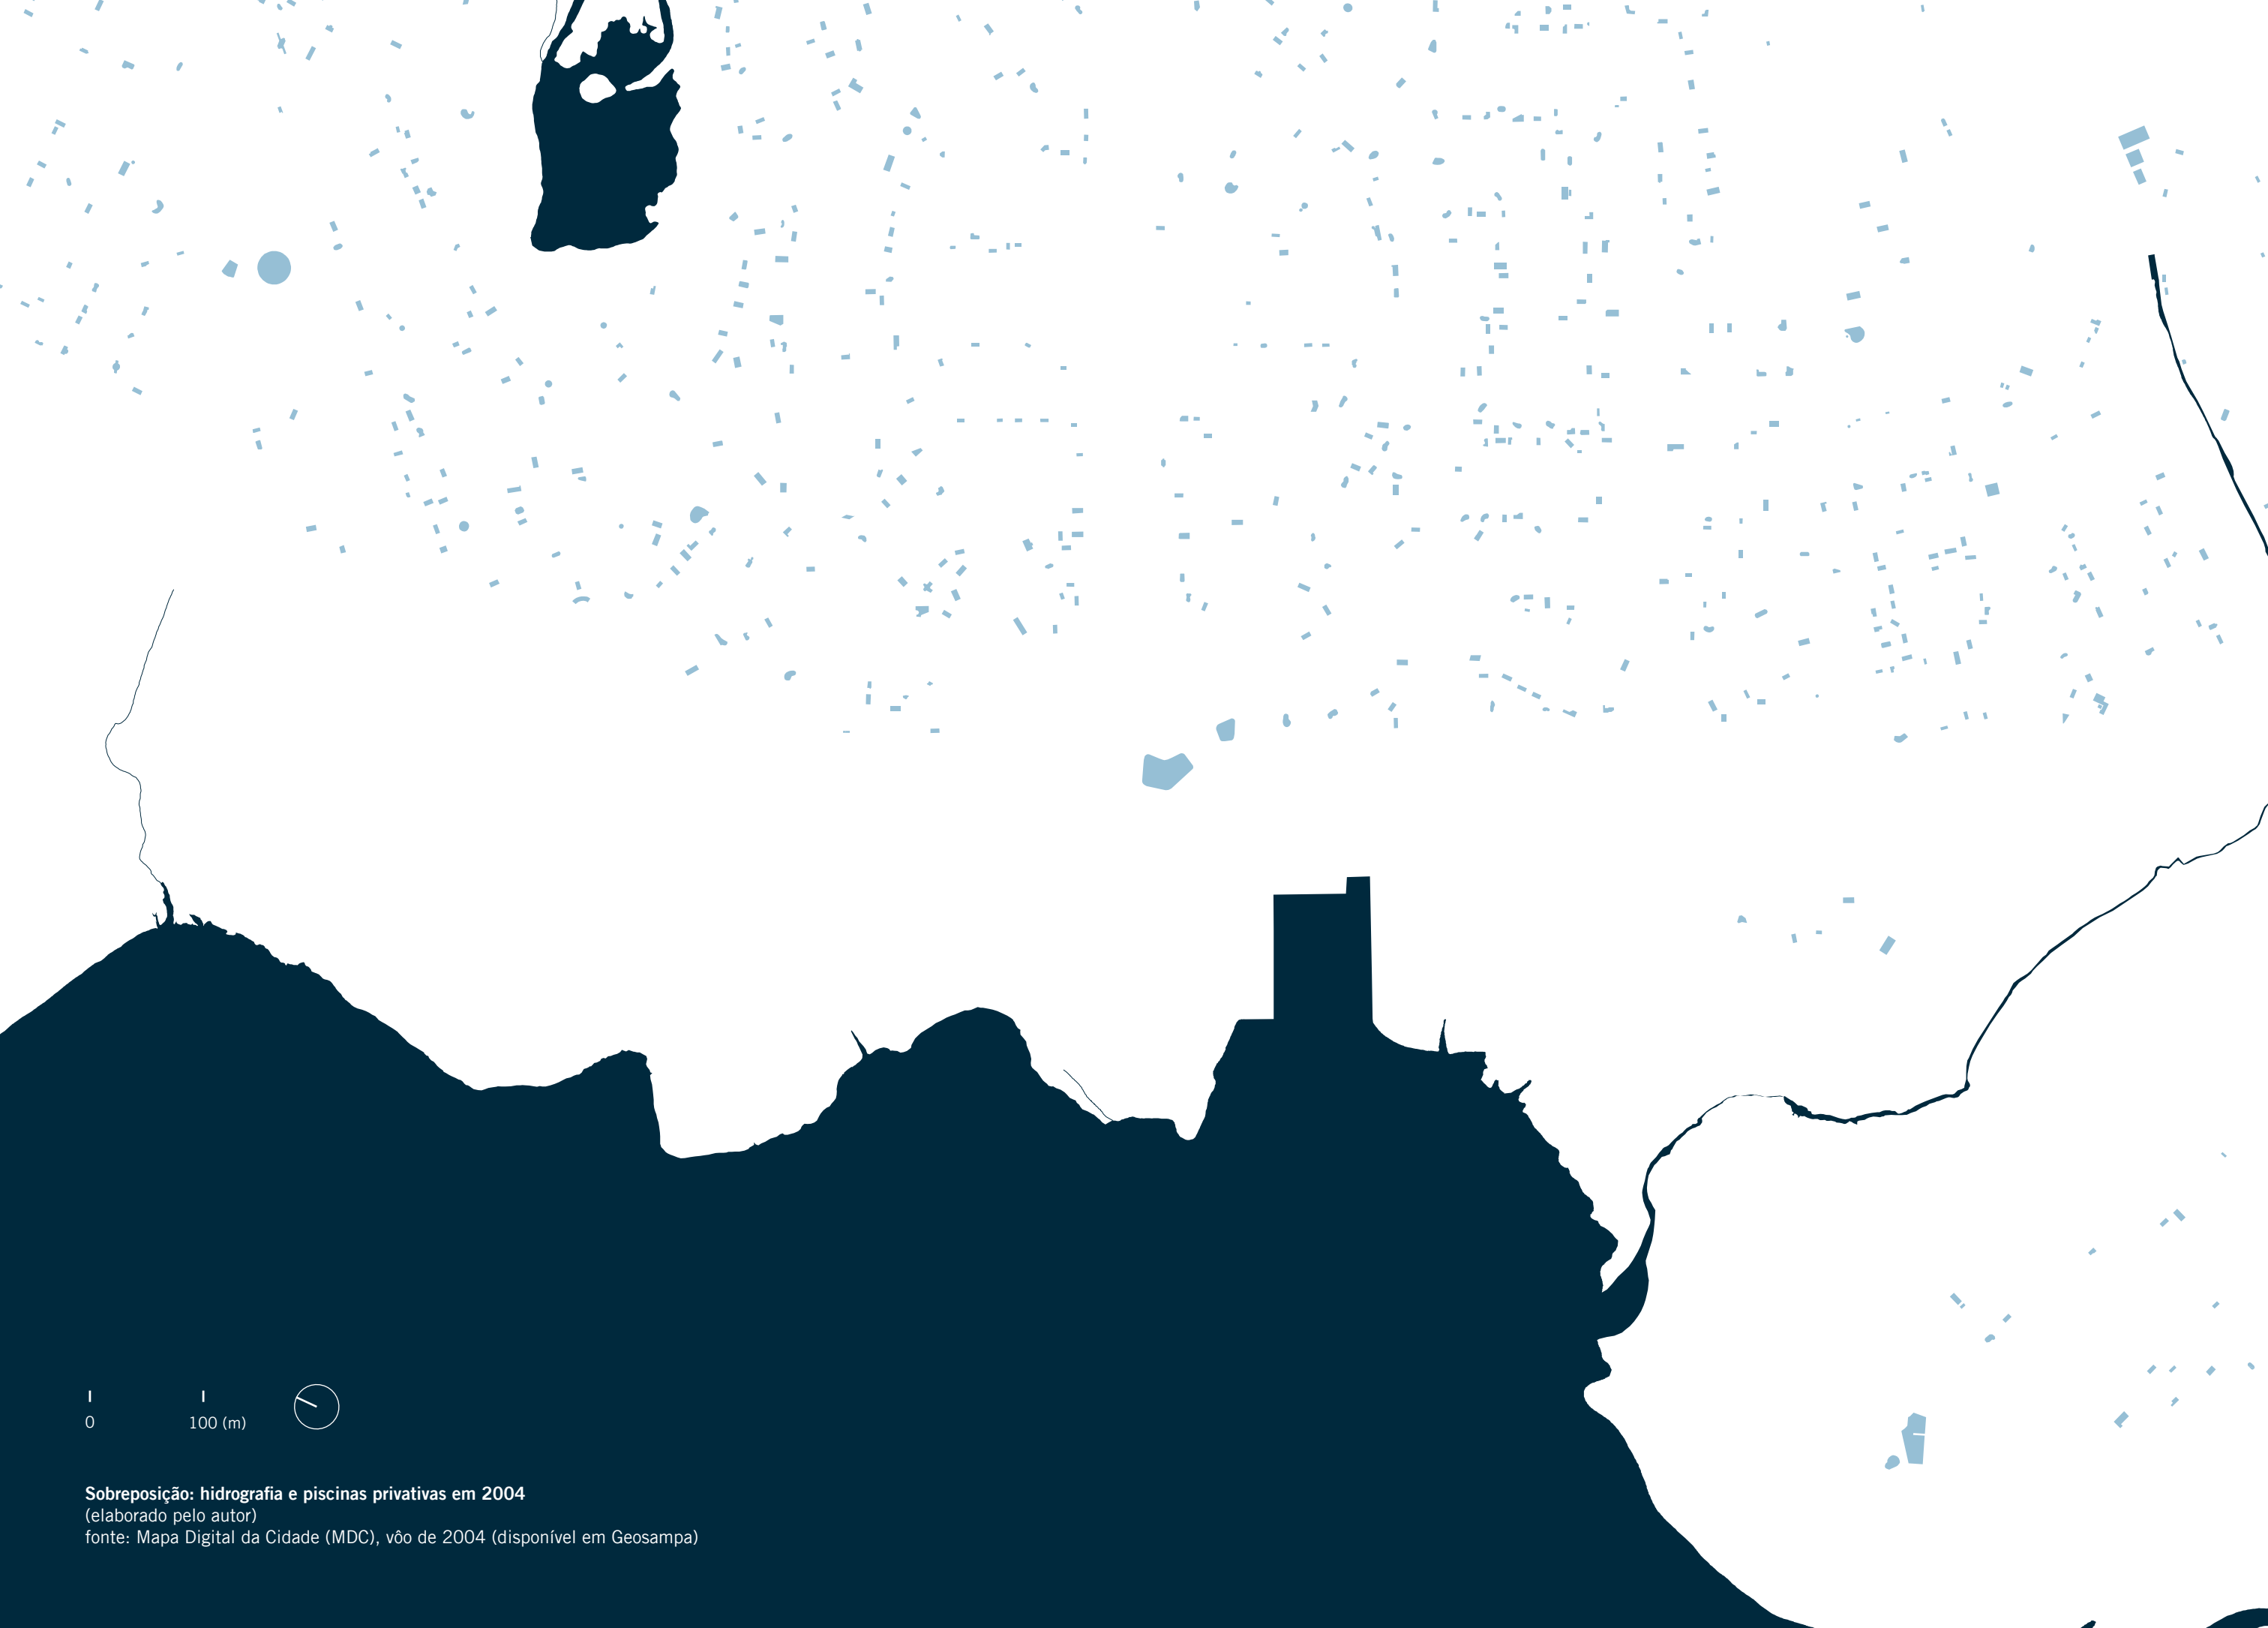 0
100 (m)
Sobreposição: hidrografia e piscinas privativas em 2004
(elaborado pelo autor)
fonte: Mapa Digital da Cidade (MDC), vôo de 2004 (disponível em Geosampa)